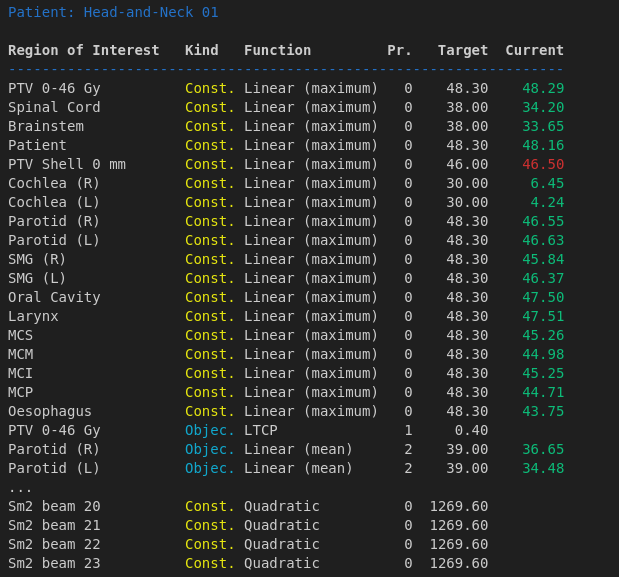 Patient: Head-and-Neck 01
Region of Interest Kind Function Pr. Target Current
--------------------------------------------------------------------
PTV 0-46 Gy Const. Linear (maximum) 0 48.30 48.29
Spinal Cord Const. Linear (maximum) 0 38.00 34.20
Brainstem Const. Linear (maximum) 0 38.00 33.65
Patient Const. Linear (maximum) 0 48.30 48.16
PTV Shell 0 mm Const. Linear (maximum) 0 46.00 46.50
Cochlea (R) Const. Linear (maximum) 0 30.00 6.45
Cochlea (L) Const. Linear (maximum) 0 30.00 4.24
Parotid (R) Const. Linear (maximum) 0 48.30 46.55
Parotid (L) Const. Linear (maximum) 0 48.30 46.63
SMG (R) Const. Linear (maximum) 0 48.30 45.84
SMG (L) Const. Linear (maximum) 0 48.30 46.37
Oral Cavity Const. Linear (maximum) 0 48.30 47.50
Larynx Const. Linear (maximum) 0 48.30 47.51
MCS Const. Linear (maximum) 0 48.30 45.26
MCM Const. Linear (maximum) 0 48.30 44.98
MCI Const. Linear (maximum) 0 48.30 45.25
MCP Const. Linear (maximum) 0 48.30 44.71
Oesophagus Const. Linear (maximum) 0 48.30 43.75
PTV 0-46 Gy Objec. LTCP 1 0.40
Parotid (R) Objec. Linear (mean) 2 39.00 36.65
Parotid (L) Objec. Linear (mean) 2 39.00 34.48
...
Sm2 beam 20 Const. Quadratic 0 1269.60
Sm2 beam 21 Const. Quadratic 0 1269.60
Sm2 beam 22 Const. Quadratic 0 1269.60
Sm2 beam 23 Const. Quadratic 0 1269.60